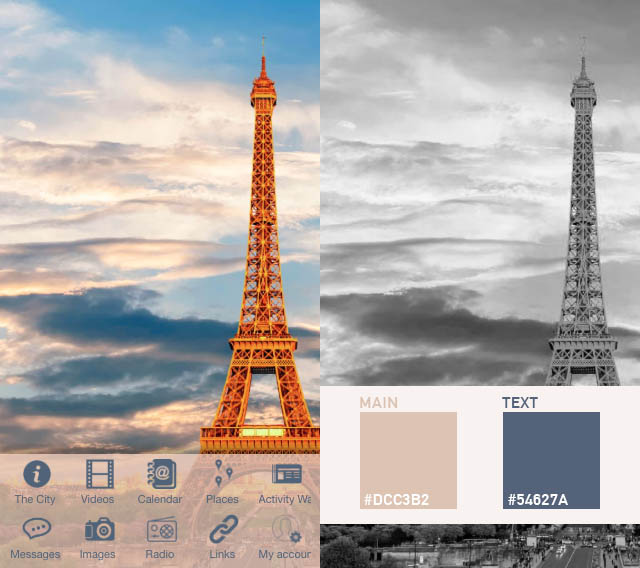 The City Videos Calendar Places Activity Wa
Messages Images Radio Links My accour
MAIN TEXT
#DCC3B2 #54627A